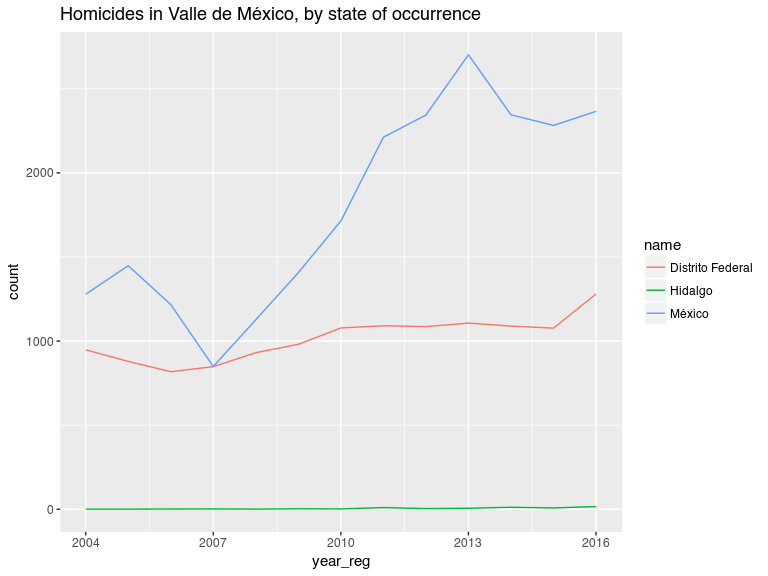 Homicides in Valle de México, by state of occurrence
count
2000
1000
0
2004
2007
2010
2013
2016
year_reg
name
Distrito Federal
Hidalgo
México